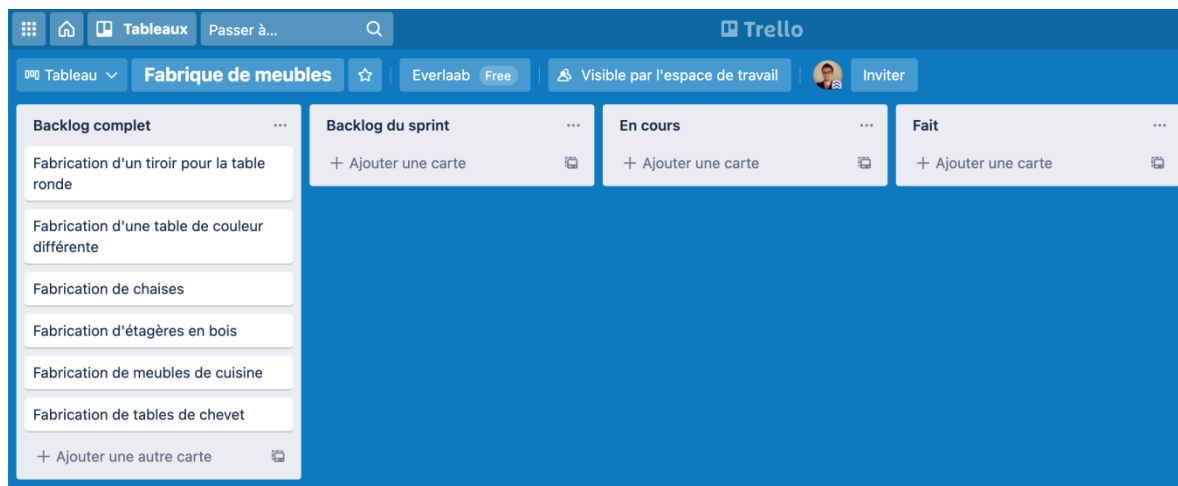 Tableaux
Passer à...
Trello
Tableau
Fabrique de meubles
Everlaab
Free
Visible par l'espace de travail
Inviter
Backlog complet
Fabrication d'un tiroir pour la table
ronde
Fabrication d'une table de couleur
différente
Fabrication de chaises
Fabrication d'étagères en bois
Fabrication de meubles de cuisine
Fabrication de tables de chevet
+ Ajouter une autre carte
Backlog du sprint
+ Ajouter une carte
En cours
+ Ajouter une carte
Fait
+ Ajouter une carte